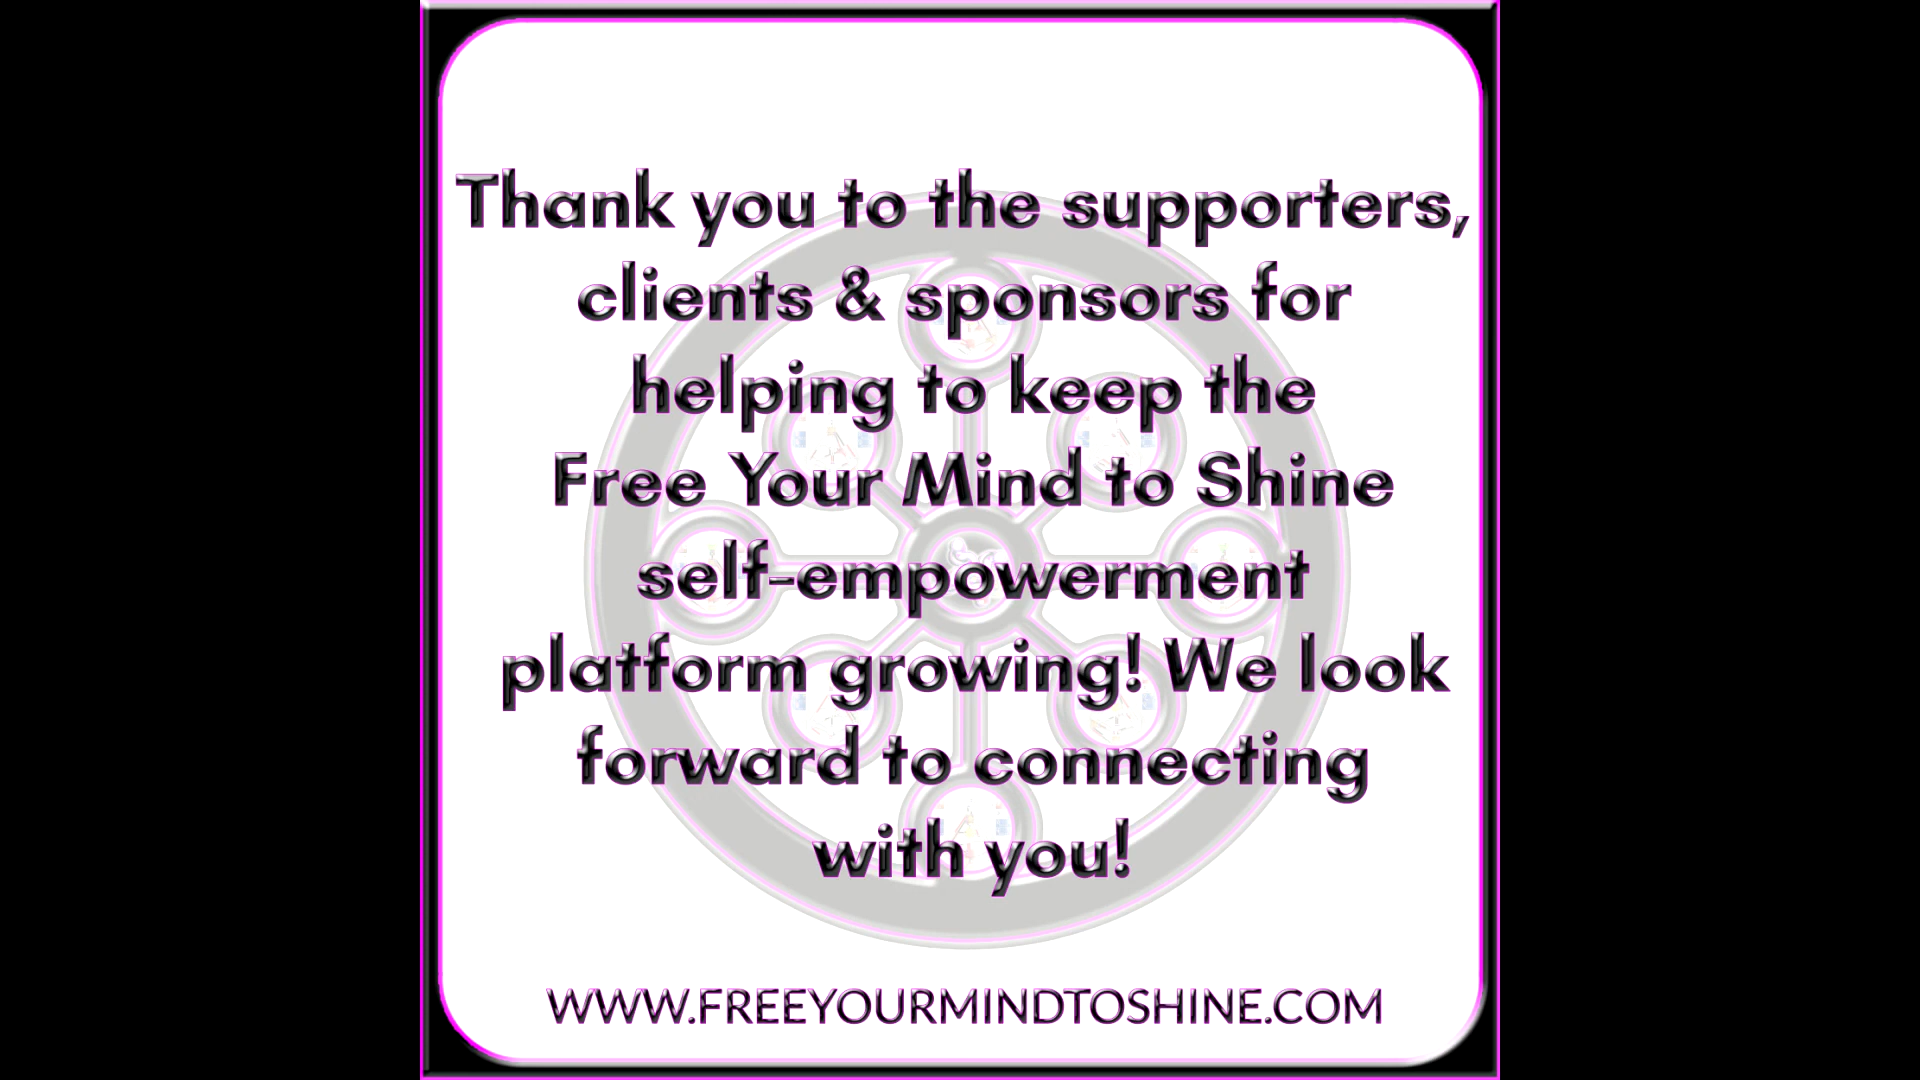 Thank you to the supporters,
clients & sponsors for
helping to keep the
Free Your Mind to Shine
self-empowerment
platform growing! We look
forward to connecting
with you!
WWW.FREEYOURMINDTOSHINE.COM